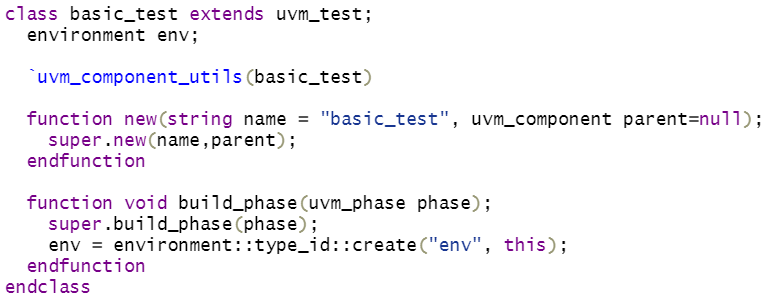 class basic_test extends uvm_test;
  environment env;

  `uvm_component_utils(basic_test)

  function new(string name = "basic_test", uvm_component parent=null);
    super.new(name,parent);
  endfunction

  function void build_phase(uvm_phase phase);
    super.build_phase(phase);
    env = environment::type_id::create("env", this);
  endfunction
endclass